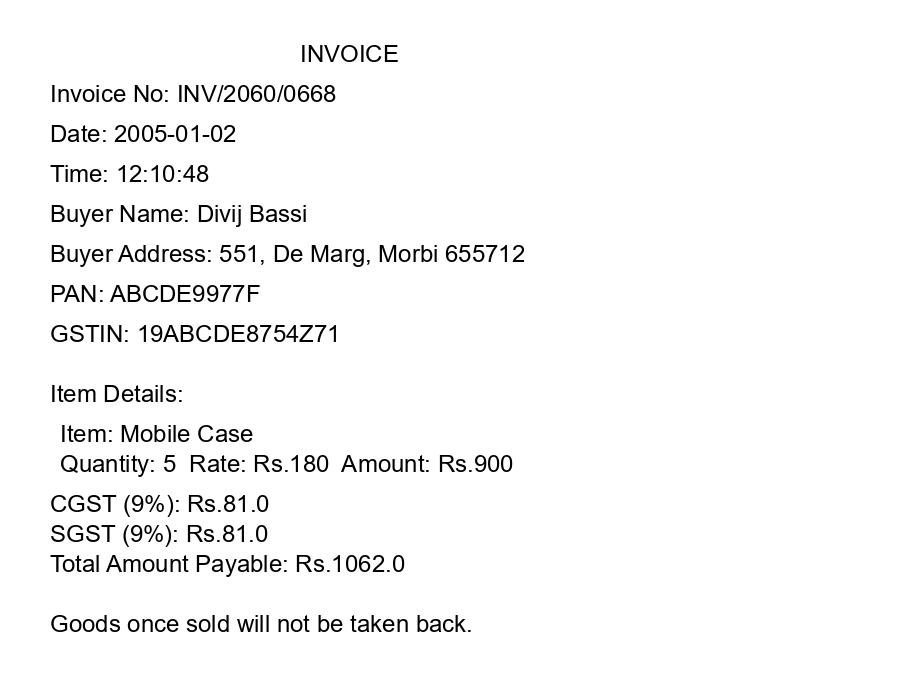 INVOICE
Invoice No: INV/2060/0668
Date: 2005-01-02
Time: 12:10:48
Buyer Name: Divij Bassi
Buyer Address: 551, De Marg, Morbi 655712
PAN: ABCDE9977F
GSTIN: 19ABCDE8754Z71
Item Details:
Item: Mobile Case
Quantity: 5  Rate: Rs.180  Amount: Rs.900
CGST (9%): Rs.81.0
SGST (9%): Rs.81.0
Total Amount Payable: Rs.1062.0
Goods once sold will not be taken back.